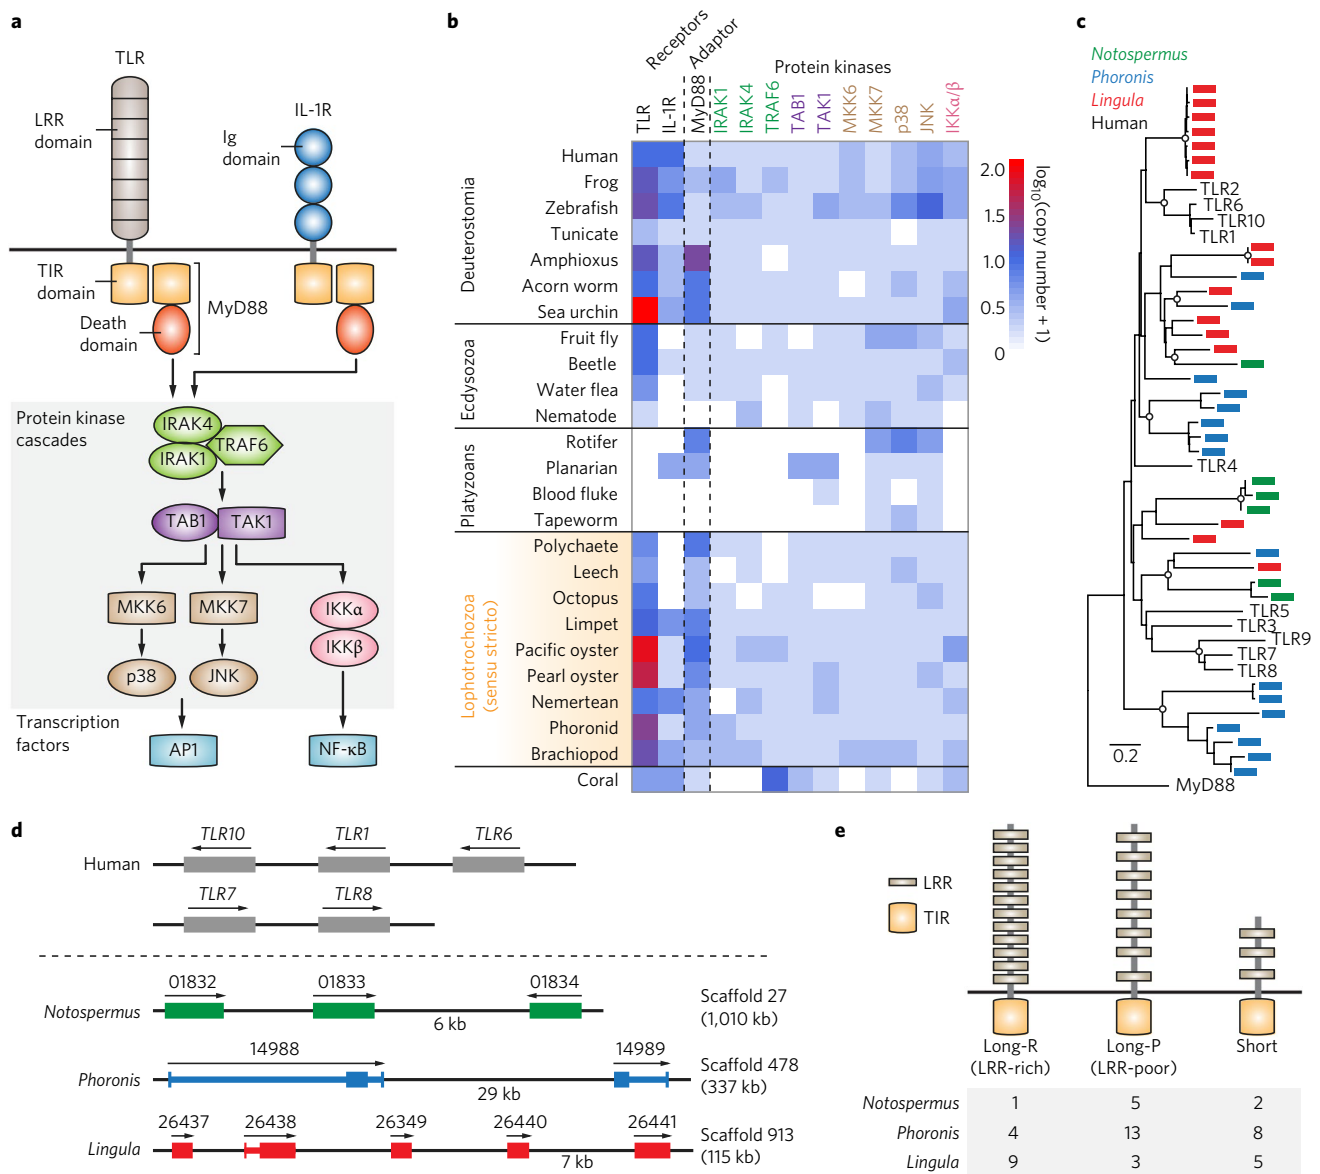 a
TLR
LRR
domain
IL-1R
Ig
domain
TIR
domain
MyD88
Death
domain
Protein kinase
cascades
IRAK4
TRAF6
IRAK1
TAB1
TAK1
MKK6
MKK7
IKKα
IKKβ
p38
JNK
Transcription
factors
AP1
NF-κB
b
Receptors
Adaptor
Protein kinases
TLR
IL-1R
MyD88
IRAK1
IRAK4
TRAF6
TAB1
TAK1
MKK6
MKK7
p38
JNK
IKKα/β
Deuterostomia
Human
Frog
Zebrafish
Tunicate
Amphioxus
Acorn worm
Sea urchin
Ecdysozoa
Fruit fly
Beetle
Water flea
Nematode
Platyzoans
Rotifer
Planarian
Blood fluke
Tapeworm
Lophotrochozoa
(sensu stricto)
Polychaete
Leech
Octopus
Limpet
Pacific oyster
Pearl oyster
Nemertean
Phoronid
Brachiopod
Coral
2.0
1.5
1.0
0.5
0
log10(copy number + 1)
c
Notospermus
Phoronis
Lingula
Human
TLR2
TLR6
TLR10
TLR1
TLR4
TLR5
TLR3
TLR9
TLR7
TLR8
0.2
MyD88
d
Human
TLR10
TLR1
TLR6
TLR7
TLR8
Notospermus
01832
01833
01834
6 kb
Scaffold 27
(1,010 kb)
Phoronis
14988
14989
29 kb
Scaffold 478
(337 kb)
Lingula
26437
26438
26349
26440
26441
7 kb
Scaffold 913
(115 kb)
e
LRR
TIR
Long-R
(LRR-rich)
Long-P
(LRR-poor)
Short
Notospermus 1 5 2
Phoronis 4 13 8
Lingula 9 3 5